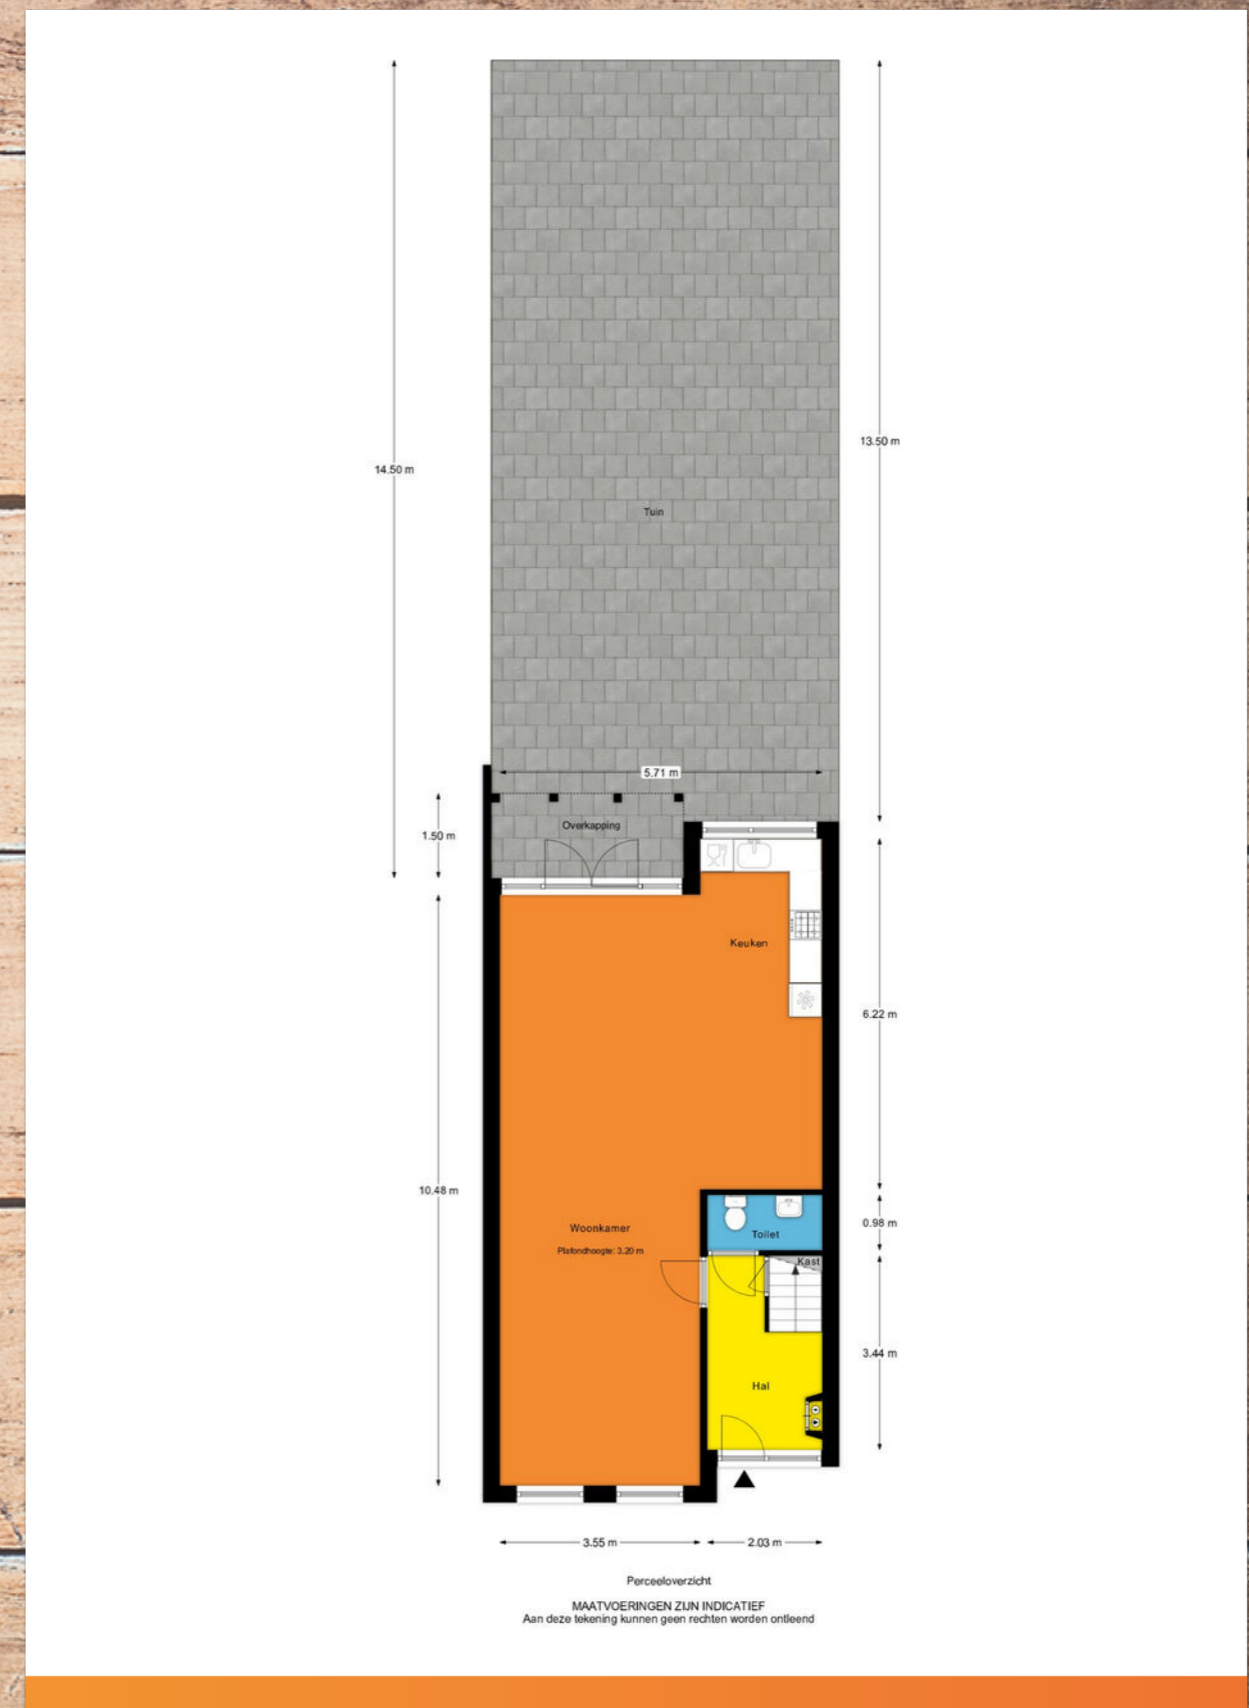 13.50 m
14.50 m
Tuin
5.71 m
Overkapping
1.50 m
Keuken
6.22 m
10.48 m
0.98 m
Woonkamer
Toilet
Plafondhoogte: 3.20 m
Kast
3.44 m
Hal
3.55 m
2.03 m
Perceeloverzicht
MAATVOERINGEN ZIJN INDICATIEF
Aan deze tekening kunnen geen rechten worden ontleend